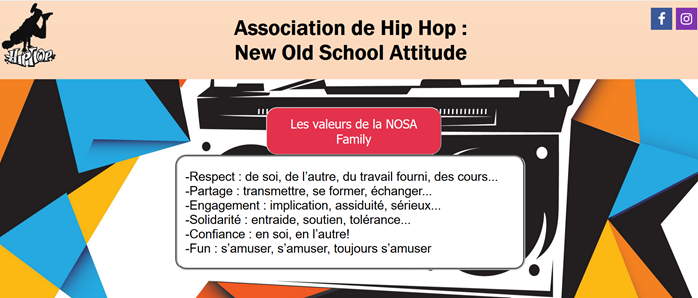 Association de Hip Hop :
New Old School Attitude
HIPHOP
Les valeurs de la NOSA
Family
-Respect : de soi, de l'autre, du travail fourni, des cours...
-Partage : transmettre, se former, échanger...
-Engagement : implication, assiduité, sérieux...
-Solidarité : entraide, soutien, tolérance...
-Confiance : en soi, en l'autre!
-Fun : s'amuser, s'amuser, toujours s'amuser